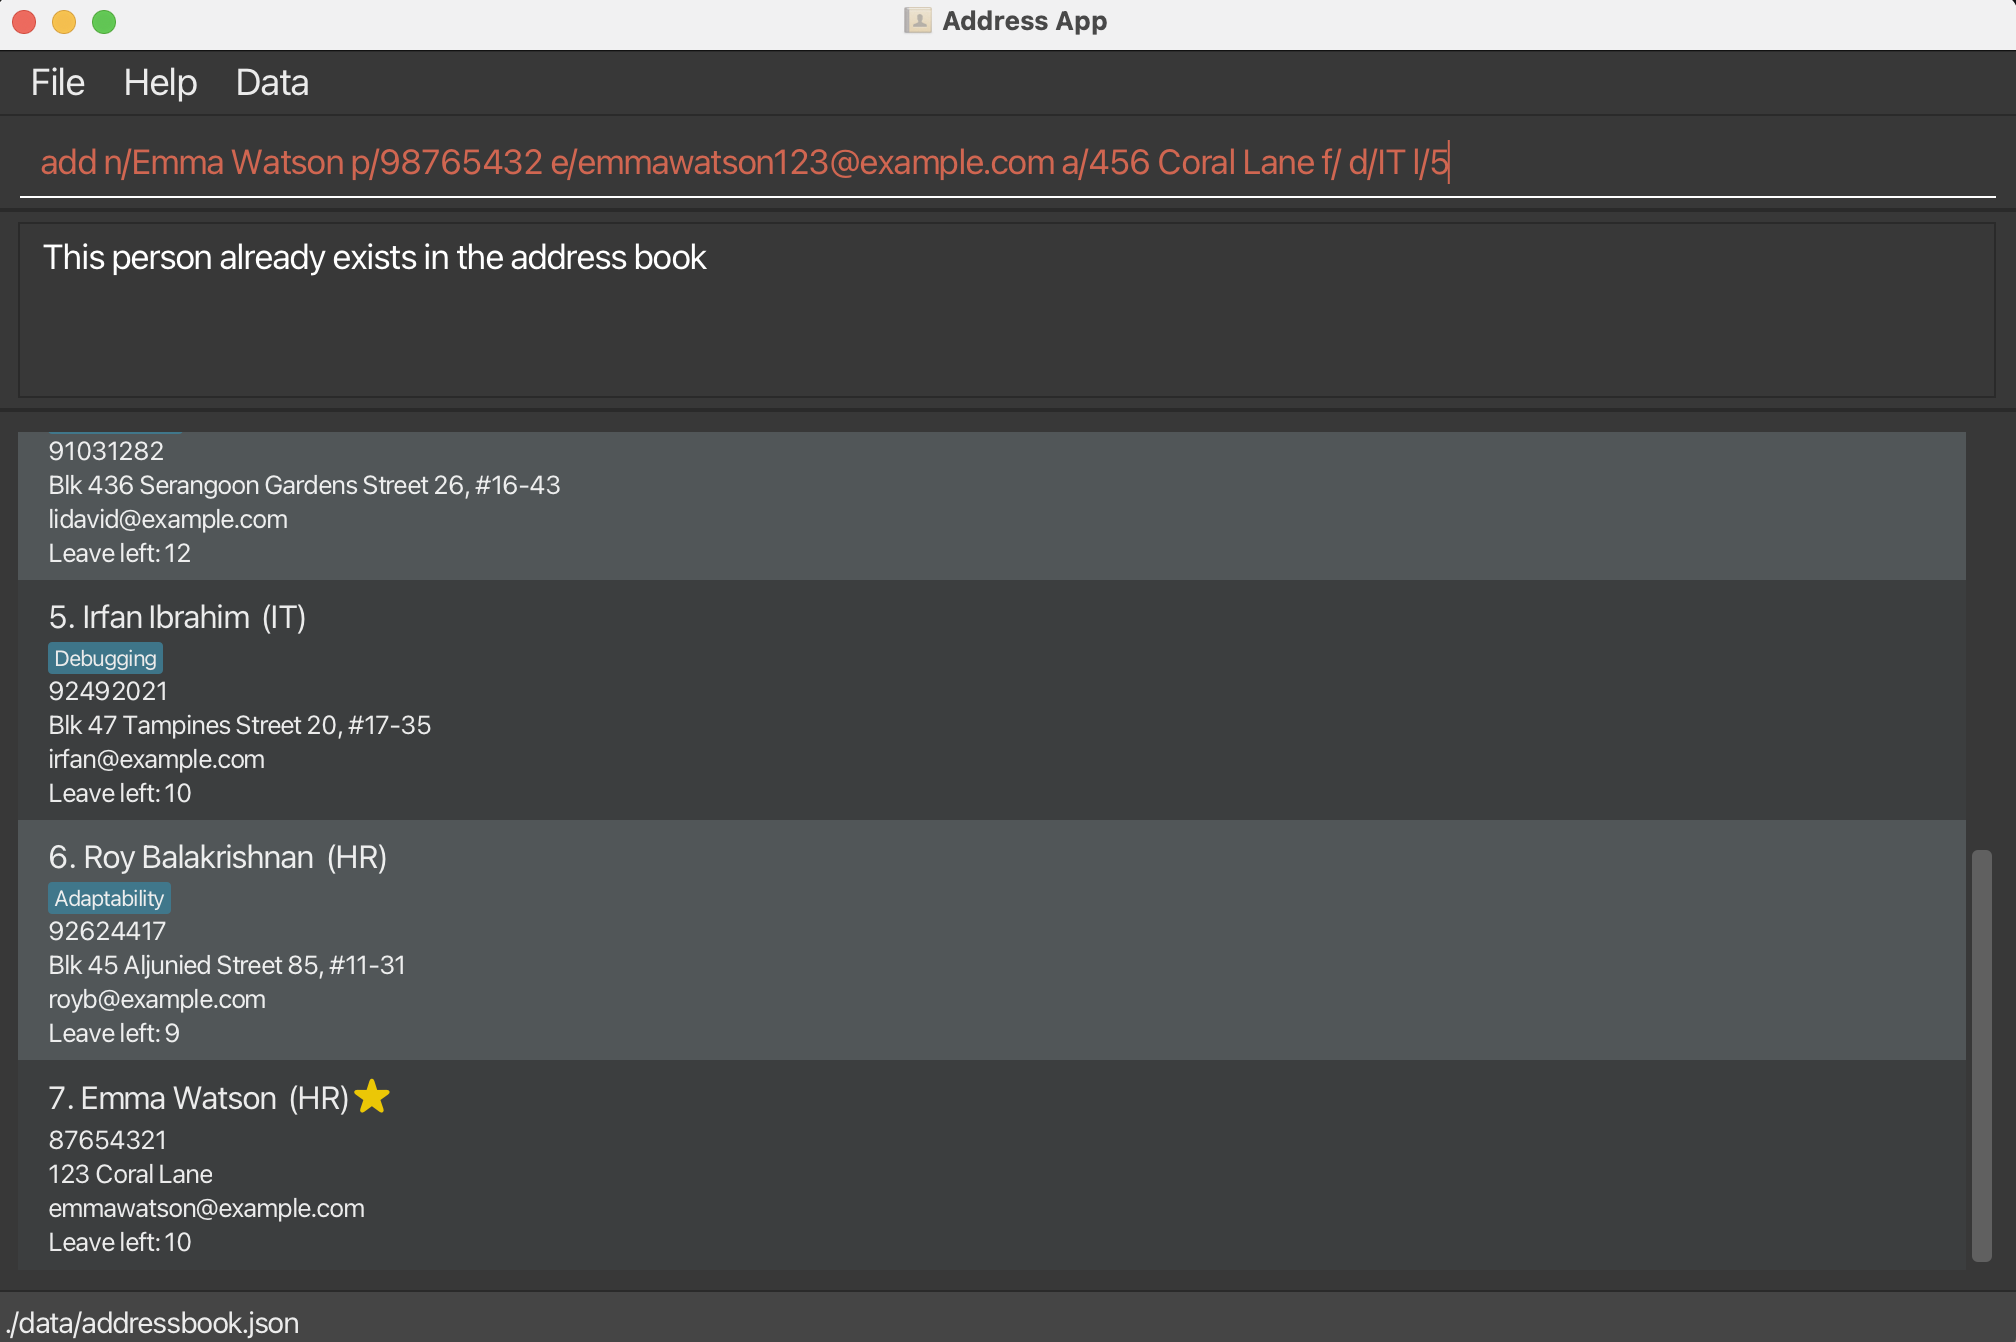 Address App
File Help Data
add n/Emma Watson p/98765432 e/emmawatson123@example.com a/456 Coral Lane f/ d/IT l/5
This person already exists in the address book
91031282
Blk 436 Serangoon Gardens Street 26, #16-43
lidavid@example.com
Leave left: 12
5. Irfan Ibrahim (IT)
Debugging
92492021
Blk 47 Tampines Street 20, #17-35
irfan@example.com
Leave left: 10
6. Roy Balakrishnan (HR)
Adaptability
92624417
Blk 45 Aljunied Street 85, #11-31
royb@example.com
Leave left: 9
7. Emma Watson (HR)
87654321
123 Coral Lane
emmawatson@example.com
Leave left: 10
./data/addressbook.json